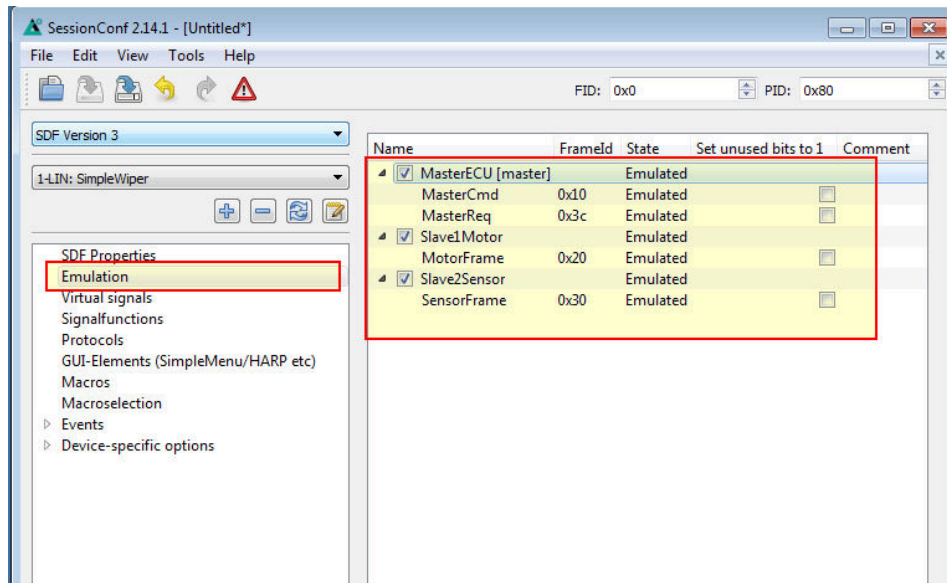 SessionConf 2.14.1 - [Untitled*]
File Edit View Tools Help
FID: 0x0 PID: 0x80
SDF Version 3
1-LIN: SimpleWiper
SDF Properties
Emulation
Virtual signals
Signalfunctions
Protocols
GUI-Elements (SimpleMenu/HARP etc)
Macros
Macroselection
Events
Device-specific options
Name FrameId State Set unused bits to 1 Comment
MasterECU [master] Emulated
MasterCmd 0x10 Emulated
MasterReq 0x3c Emulated
Slave1Motor Emulated
MotorFrame 0x20 Emulated
Slave2Sensor Emulated
SensorFrame 0x30 Emulated